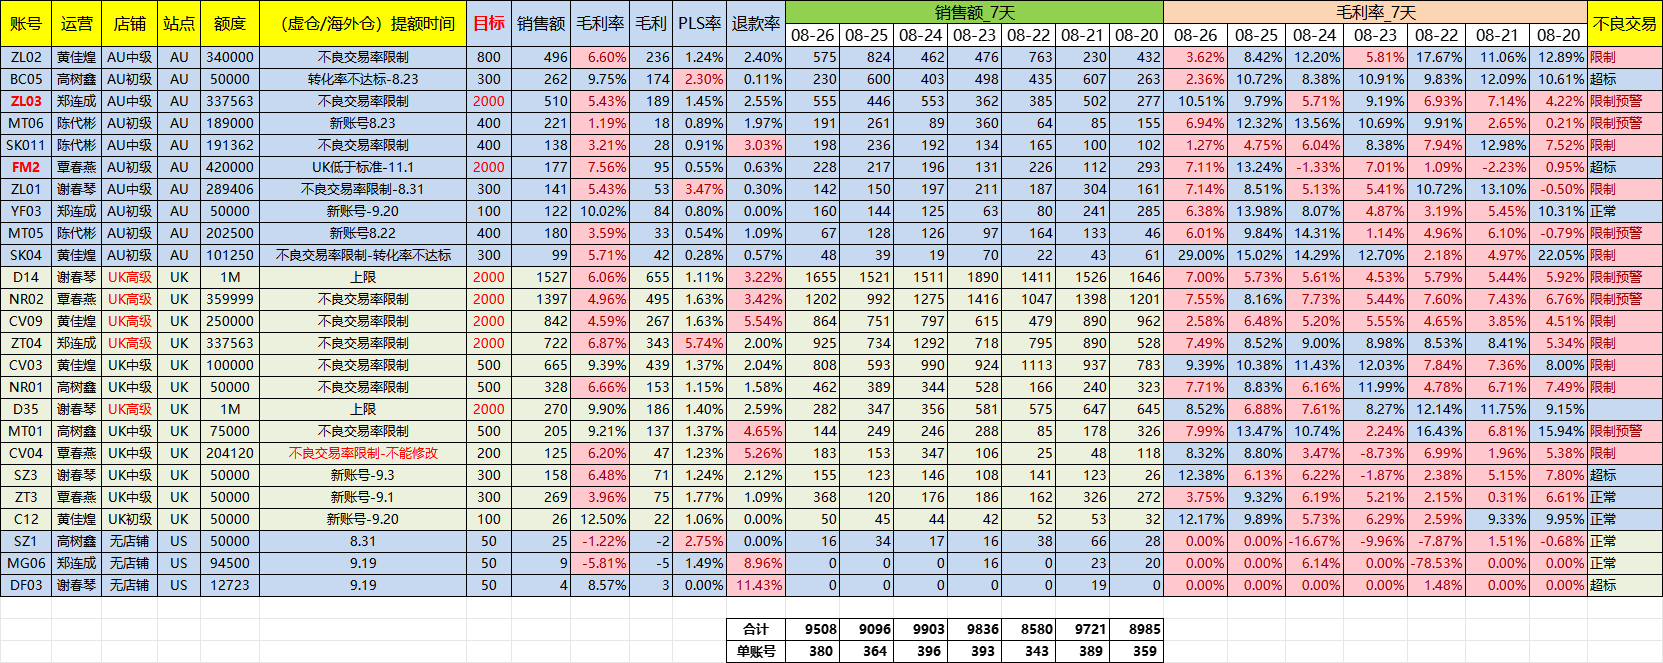 账号 运营 店铺 站点 额度 （虚仓/海外仓）提额时间 目标 销售额 毛利率 毛利 PLS率 退款率 销售额_7天 毛利率_7天 不良交易
08-26 08-25 08-24 08-23 08-22 08-21 08-20 08-26 08-25 08-24 08-23 08-22 08-21 08-20
ZL02 黄佳煌 AU中级 AU 340000 不良交易率限制 800 496 6.60% 236 1.24% 2.40% 575 824 462 476 763 230 432 3.62% 8.42% 12.20% 5.81% 17.67% 11.06% 12.89% 限制
BC05 高树鑫 AU初级 AU 50000 转化率不达标-8.23 300 262 9.75% 174 2.30% 0.11% 230 600 403 498 435 607 263 2.36% 10.72% 8.38% 10.91% 9.83% 12.09% 10.61% 超标
ZL03 郑连成 AU中级 AU 337563 不良交易率限制 2000 510 5.43% 189 1.45% 2.55% 555 446 553 362 385 502 277 10.51% 9.79% 5.71% 9.19% 6.93% 7.14% 4.22% 限制预警
MT06 陈代彬 AU初级 AU 189000 新账号8.23 400 221 1.19% 18 0.89% 1.97% 191 261 89 360 64 85 155 6.94% 12.32% 13.56% 10.69% 9.91% 2.65% 0.21% 限制预警
SK011 陈代彬 AU中级 AU 191362 不良交易率限制 400 138 3.21% 28 0.91% 3.03% 198 236 192 134 165 100 102 1.27% 4.75% 6.04% 8.38% 7.94% 12.98% 7.52% 限制
FM2 覃春燕 AU初级 AU 420000 UK低于标准-11.1 2000 177 7.56% 95 0.55% 0.63% 228 217 196 131 226 112 293 7.11% 13.24% -1.33% 7.01% 1.09% -2.23% 0.95% 超标
ZL01 谢春琴 AU中级 AU 289406 不良交易率限制-8.31 300 141 5.43% 53 3.47% 0.30% 142 150 197 211 187 304 161 7.14% 8.51% 5.13% 5.41% 10.72% 13.10% -0.50% 限制
YF03 郑连成 AU初级 AU 50000 新账号-9.20 100 122 10.02% 84 0.80% 0.00% 160 144 125 63 80 241 285 6.38% 13.98% 8.07% 4.87% 3.19% 5.45% 10.31% 正常
MT05 陈代彬 AU初级 AU 202500 新账号8.22 400 180 3.59% 33 0.54% 1.09% 67 128 126 97 164 133 46 6.01% 9.84% 14.31% 1.14% 4.96% 6.10% -0.79% 限制预警
SK04 黄佳煌 AU初级 AU 101250 不良交易率限制-转化率不达标 300 99 5.71% 42 0.28% 0.57% 48 39 19 70 22 43 61 29.00% 15.02% 14.29% 12.70% 2.18% 4.97% 22.05% 限制
D14 谢春琴 UK高级 UK 1M 上限 2000 1527 6.06% 655 1.11% 3.22% 1655 1521 1511 1890 1411 1526 1646 7.00% 5.73% 5.61% 4.53% 5.79% 5.44% 5.92% 限制预警
NR02 覃春燕 UK高级 UK 359999 不良交易率限制 2000 1397 4.96% 495 1.63% 3.42% 1202 992 1275 1416 1047 1398 1201 7.55% 8.16% 7.73% 5.44% 7.60% 7.43% 6.76% 限制预警
CV09 黄佳煌 UK高级 UK 250000 不良交易率限制 2000 842 4.59% 267 1.63% 5.54% 864 751 797 615 479 890 962 2.58% 6.48% 5.20% 5.55% 4.65% 3.85% 4.51% 限制
ZT04 郑连成 UK高级 UK 337563 不良交易率限制 2000 722 6.87% 343 5.74% 2.00% 925 734 1292 718 795 890 528 7.49% 8.52% 9.00% 8.98% 8.53% 8.41% 5.34% 限制
CV03 黄佳煌 UK中级 UK 100000 不良交易率限制 500 665 9.39% 439 1.37% 2.04% 808 593 990 924 1113 937 783 9.39% 10.38% 11.43% 12.03% 7.84% 7.36% 8.00% 限制
NR01 高树鑫 UK中级 UK 50000 不良交易率限制 500 328 6.66% 153 1.15% 1.58% 462 389 344 528 166 240 323 7.71% 8.83% 6.16% 11.99% 4.78% 6.71% 7.49% 限制
D35 谢春琴 UK高级 UK 1M 上限 2000 270 9.90% 186 1.40% 2.59% 282 347 356 581 575 647 645 8.52% 6.88% 7.61% 8.27% 12.14% 11.75% 9.15%
MT01 高树鑫 UK中级 UK 75000 不良交易率限制 500 205 9.21% 137 1.37% 4.65% 144 249 246 288 85 178 326 7.99% 13.47% 10.74% 2.24% 16.43% 6.81% 15.94% 限制预警
CV04 覃春燕 UK中级 UK 204120 不良交易率限制-不能修改 200 125 6.20% 47 1.23% 5.26% 183 153 347 106 25 48 118 8.32% 8.80% 3.47% -8.73% 6.99% 1.96% 5.38% 限制
SZ3 谢春琴 UK中级 UK 50000 新账号-9.3 300 158 6.48% 71 1.24% 2.12% 155 123 146 108 141 123 26 12.38% 6.13% 6.22% -1.87% 2.38% 5.15% 7.80% 超标
ZT3 覃春燕 UK中级 UK 50000 新账号-9.1 300 269 3.96% 75 1.77% 1.09% 368 120 176 186 162 326 272 3.75% 9.32% 6.19% 5.21% 2.15% 0.31% 6.61% 正常
C12 黄佳煌 UK初级 UK 50000 新账号-9.20 100 26 12.50% 22 1.06% 0.00% 50 45 44 42 52 53 32 12.17% 9.89% 5.73% 6.29% 2.59% 9.33% 9.95% 正常
SZ1 高树鑫 无店铺 US 50000 8.31 50 25 -1.22% -2 2.75% 0.00% 16 34 17 16 38 66 28 0.00% 0.00% -16.67% -9.96% -7.87% 1.51% -0.68% 正常
MG06 郑连成 无店铺 US 94500 9.19 50 9 -5.81% -5 1.49% 8.96% 0 0 0 16 0 23 20 0.00% 0.00% 6.14% 0.00% -78.53% 0.00% 0.00% 正常
DF03 谢春琴 无店铺 US 12723 9.19 50 4 8.57% 3 0.00% 11.43% 0 0 0 0 0 19 0 0.00% 0.00% 0.00% 0.00% 1.48% 0.00% 0.00% 超标
合计 9508 9096 9903 9836 8580 9721 8985
单账号 380 364 396 393 343 389 359